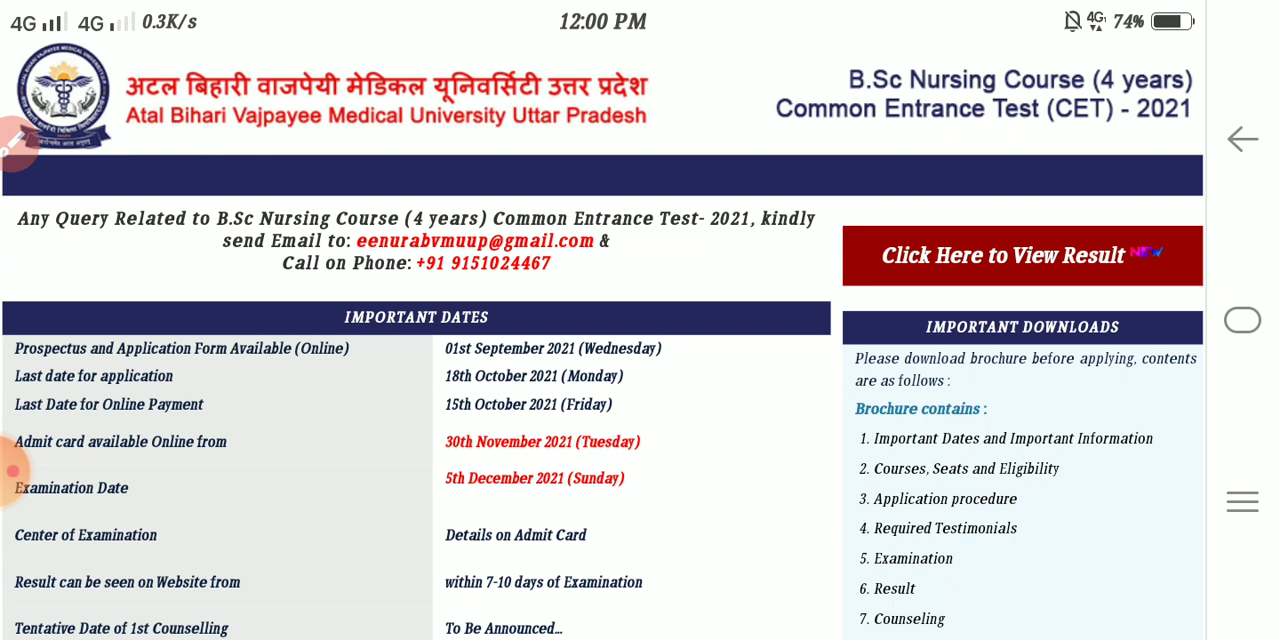 4G 4G 0.3K/s 12:00 PM 4G 74%
अटल बिहारी वाजपेयी मेडिकल यूनिवर्सिटी उत्तर प्रदेश
Atal Bihari Vajpayee Medical University Uttar Pradesh
B.Sc Nursing Course (4 years)
Common Entrance Test (CET) - 2021
Any Query Related to B.Sc Nursing Course (4 years) Common Entrance Test- 2021, kindly
send Email to: eenurabvmuup@gmail.com &
Call on Phone: +91 9151024467
Click Here to View Result NEW
IMPORTANT DATES
Prospectus and Application Form Available (Online) 01st September 2021 (Wednesday)
Last date for application 18th October 2021 (Monday)
Last Date for Online Payment 15th October 2021 (Friday)
Admit card available Online from 30th November 2021 (Tuesday)
Examination Date 5th December 2021 (Sunday)
Center of Examination Details on Admit Card
Result can be seen on Website from within 7-10 days of Examination
Tentative Date of 1st Counselling To Be Announced...
IMPORTANT DOWNLOADS
Please download brochure before applying, contents
are as follows :
Brochure contains :
1. Important Dates and Important Information
2. Courses, Seats and Eligibility
3. Application procedure
4. Required Testimonials
5. Examination
6. Result
7. Counseling